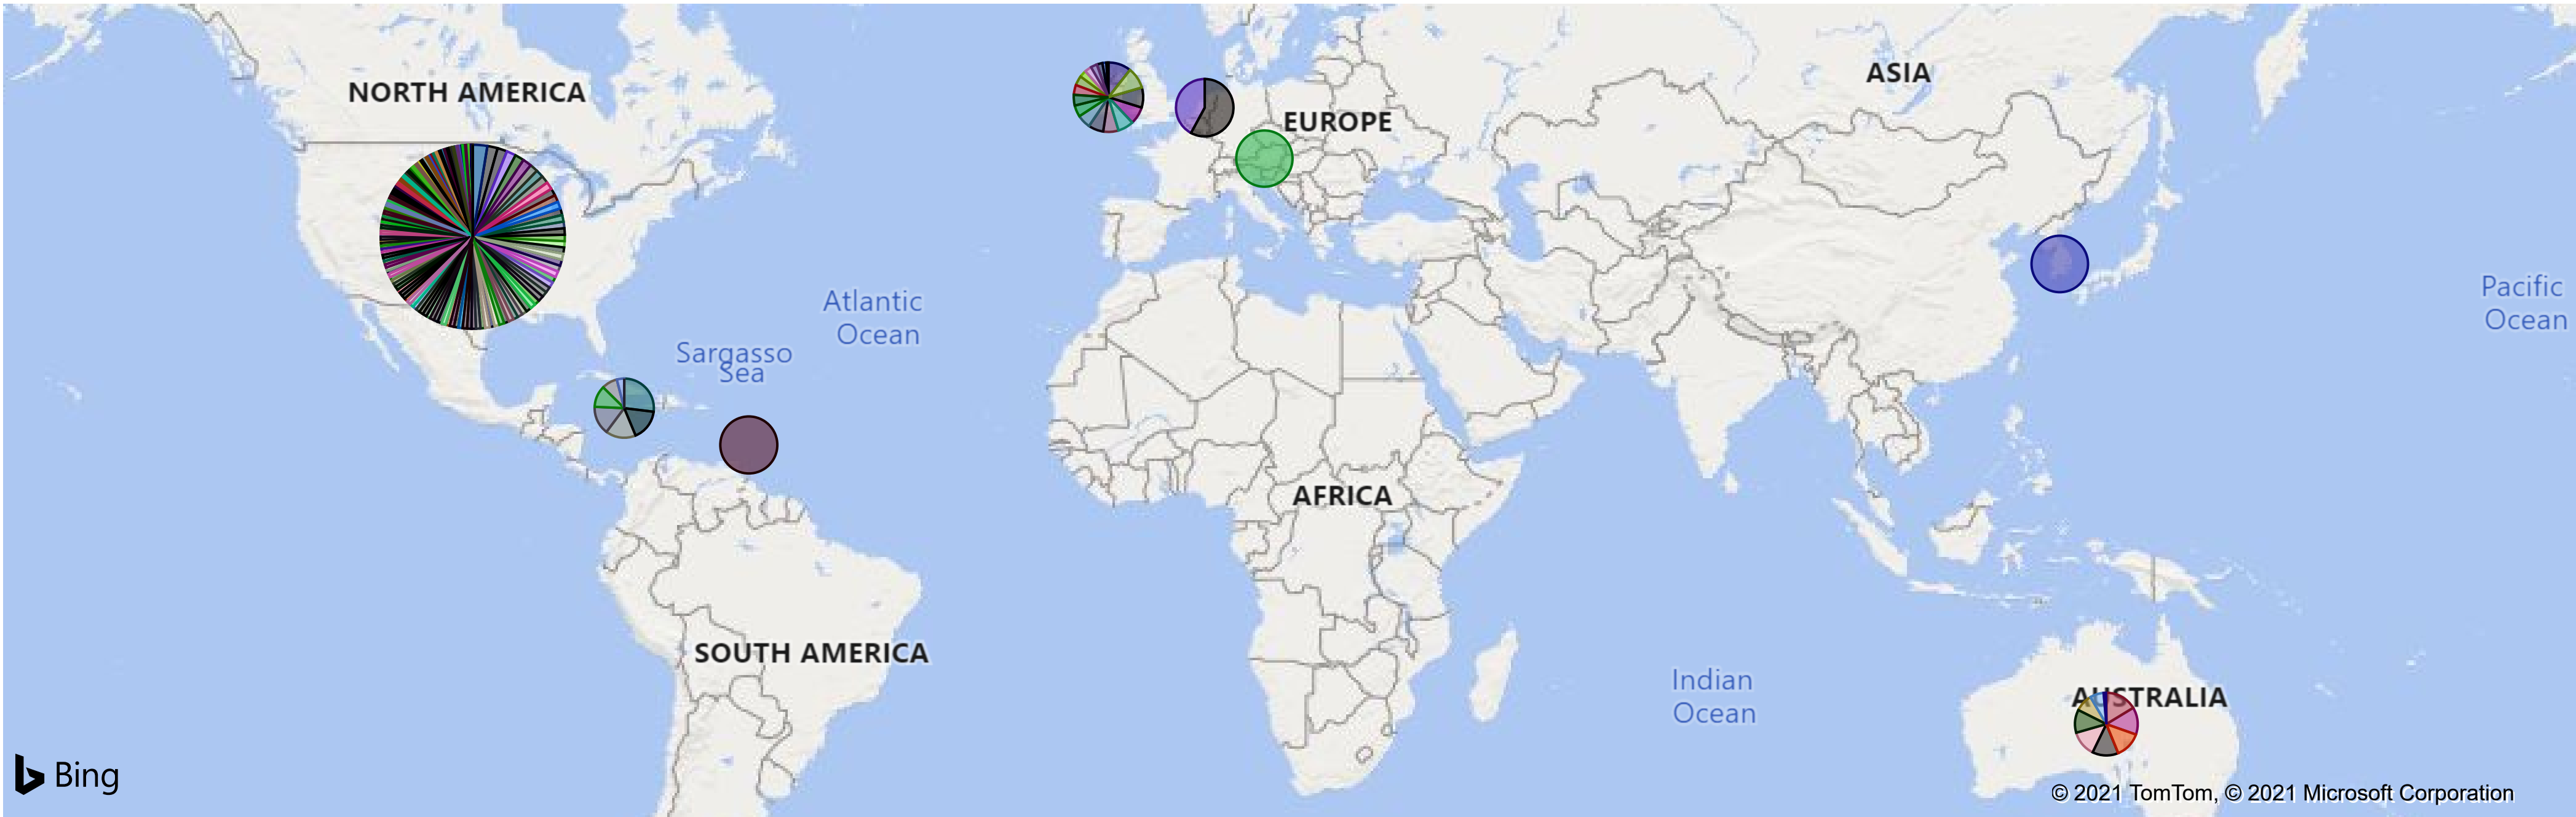 NORTH AMERICA
ASIA
EUROPE
Atlantic
Ocean
Pacific
Ocean
Sargasso
Sea
AFRICA
SOUTH AMERICA
Indian
Ocean
AUSTRALIA
Bing
© 2021 TomTom, © 2021 Microsoft Corporation